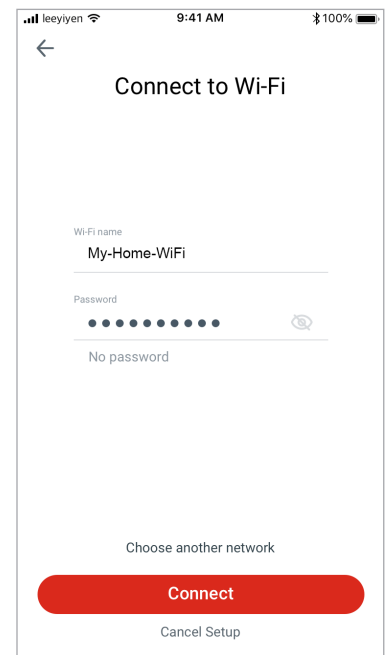 leeyiyen 9:41 AM 100%
Connect to Wi-Fi
Wi-Fi name
My-Home-WiFi
Password
●●●●●●●●●●
No password
Choose another network
Connect
Cancel Setup